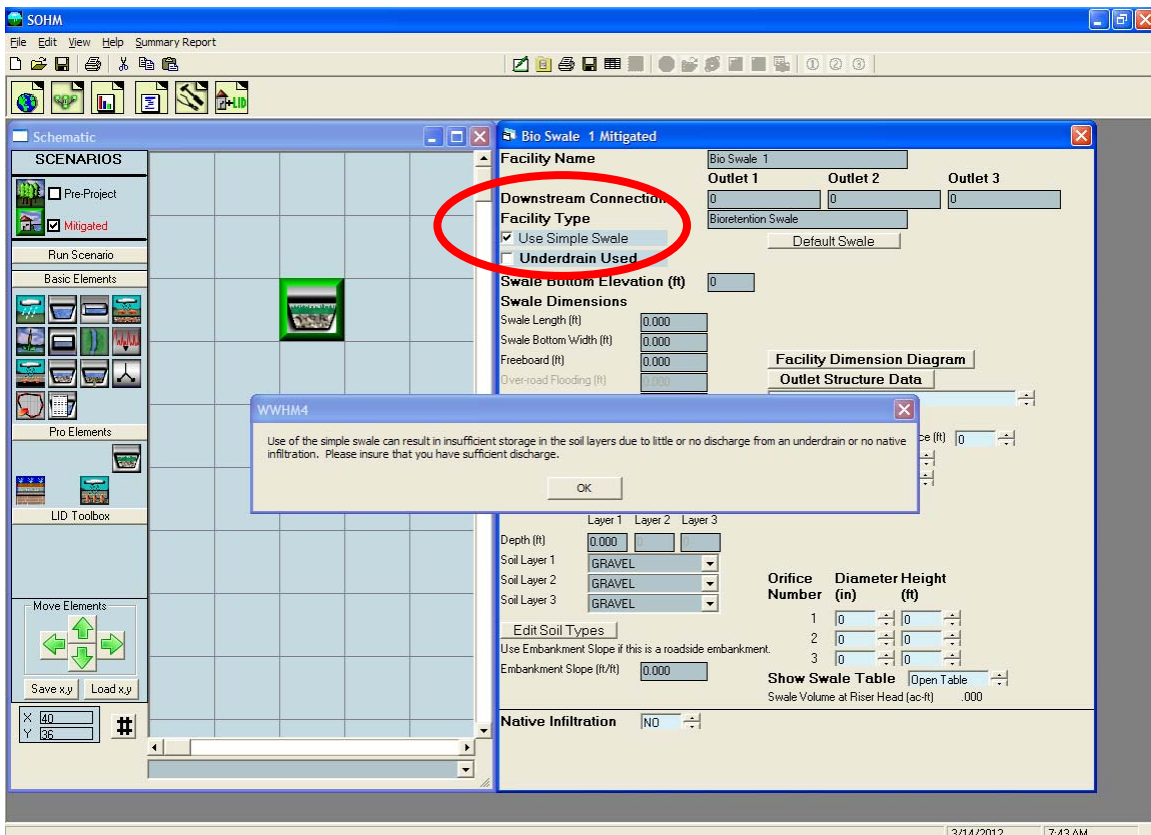 SOHM
File Edit View Help Summary Report
Schematic
SCENARIOS
Pre-Project
Mitigated
Run Scenario
Basic Elements
Pro Elements
LID Toolbox
Move Elements
Save x,y Load x,y
X 40
Y 36
#
Bio Swale 1 Mitigated
Facility Name Bio Swale 1
Outlet 1 Outlet 2 Outlet 3
Downstream Connection 0 0 0
Facility Type Bioretention Swale
Use Simple Swale Default Swale
Underdrain Used
Swale Bottom Elevation (ft) 0
Swale Dimensions
Swale Length (ft) 0.000
Swale Bottom Width (ft) 0.000
Freeboard (ft) 0.000 Facility Dimension Diagram
Over-road Flooding (ft) 0.000 Outlet Structure Data
WWHM4
Use of the simple swale can result in insufficient storage in the soil layers due to little or no discharge from an underdrain or no native
infiltration. Please insure that you have sufficient discharge.
OK
(ft) 0
Layer 1 Layer 2 Layer 3
Depth (ft) 0.000 0 0
Soil Layer 1 GRAVEL
Soil Layer 2 GRAVEL
Soil Layer 3 GRAVEL
Orifice Diameter Height
Number (in) (ft)
1 0 0
2 0 0
3 0 0
Edit Soil Types
Use Embankment Slope if this is a roadside embankment.
Embankment Slope (ft/ft) 0.000
Show Swale Table Open Table
Swale Volume at Riser Head (ac-ft) .000
Native Infiltration NO
3/14/2012 7:43 AM